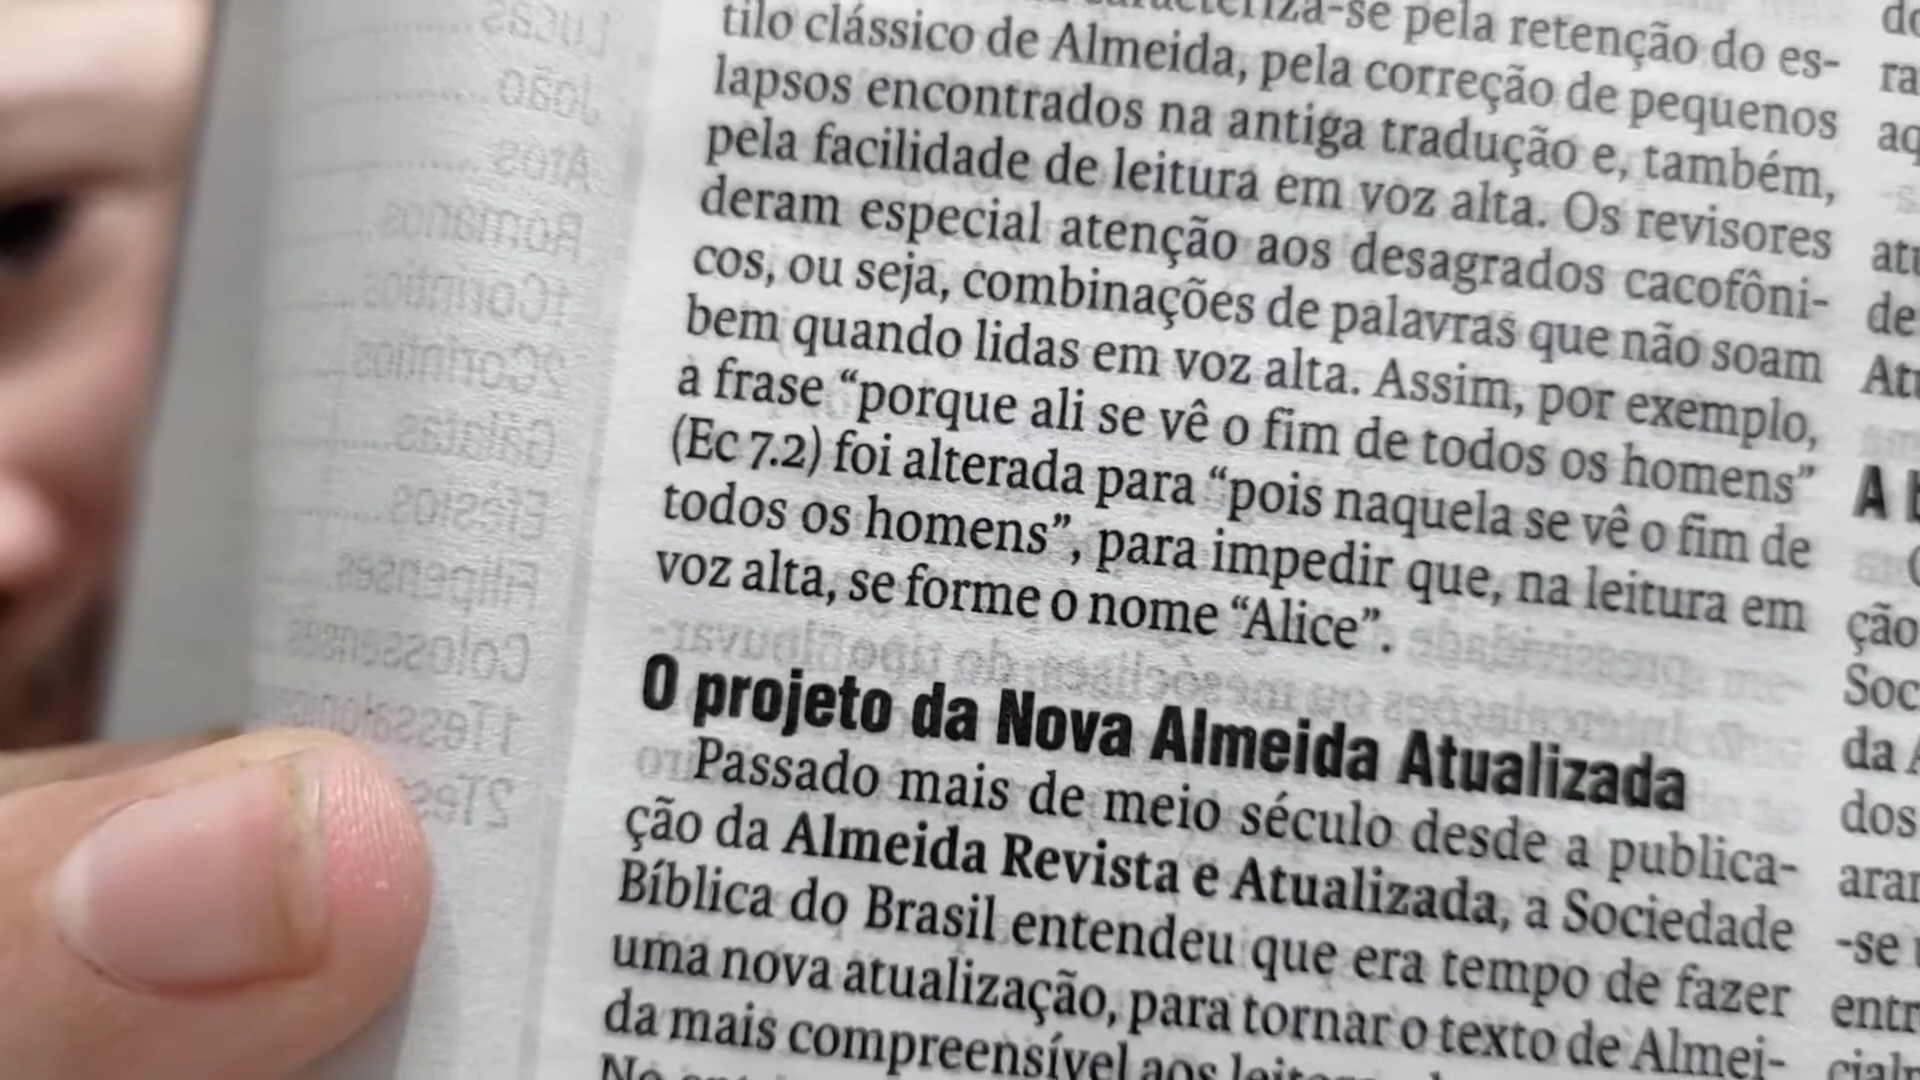 caracteriza-se pela retenção do es-
tilo clássico de Almeida, pela correção de pequenos
lapsos encontrados na antiga tradução e, também,
pela facilidade de leitura em voz alta. Os revisores
deram especial atenção aos desagrados cacofôni-
cos, ou seja, combinações de palavras que não soam
bem quando lidas em voz alta. Assim, por exemplo,
a frase “porque ali se vê o fim de todos os homens”
(Ec 7.2) foi alterada para “pois naquela se vê o fim de
todos os homens”, para impedir que, na leitura em
voz alta, se forme o nome “Alice”.
O projeto da Nova Almeida Atualizada
Passado mais de meio século desde a publica-
ção da Almeida Revista e Atualizada, a Sociedade
Bíblica do Brasil entendeu que era tempo de fazer
uma nova atualização, para tornar o texto de Almei-
da mais compreensível aos
Lucas
João
Atos
Romanos
1Coríntios
2Coríntios
Gálatas
Efésios
Filipenses
Colossenses